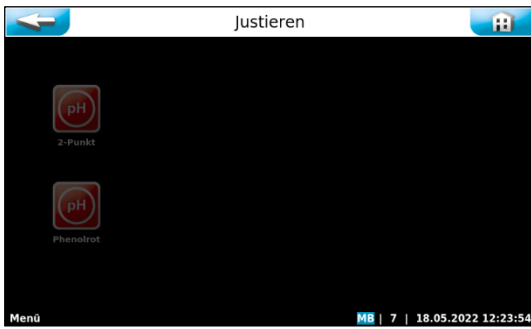 Justieren
pH
2-Punkt
pH
Phenolrot
Menü
MB | 7 | 18.05.2022 12:23:54